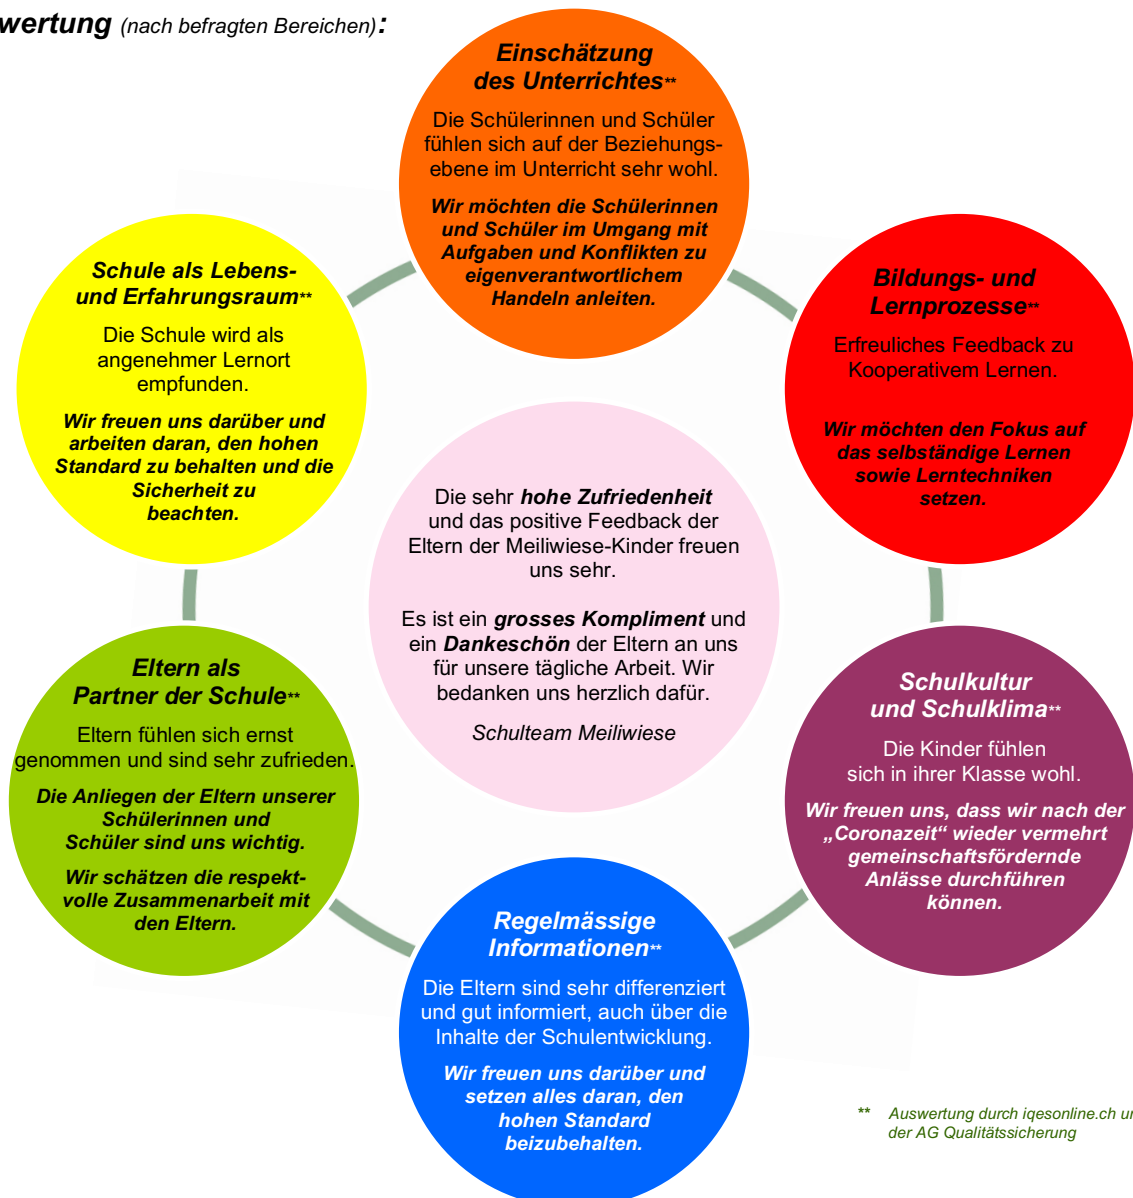 wertung (nach befragten Bereichen):
Einschätzung
des Unterrichtes**
Die Schülerinnen und Schüler
fühlen sich auf der Beziehungs-
ebene im Unterricht sehr wohl.
Wir möchten die Schülerinnen
und Schüler im Umgang mit
Aufgaben und Konflikten zu
eigenverantwortlichem
Handeln anleiten.
Schule als Lebens-
und Erfahrungsraum**
Die Schule wird als
angenehmer Lernort
empfunden.
Wir freuen uns darüber und
arbeiten daran, den hohen
Standard zu behalten und die
Sicherheit zu
beachten.
Bildungs- und
Lernprozesse**
Erfreuliches Feedback zu
Kooperativem Lernen.
Wir möchten den Fokus auf
das selbständige Lernen
sowie Lerntechniken
setzen.
Die sehr hohe Zufriedenheit
und das positive Feedback der
Eltern der Meiliwiese-Kinder freuen
uns sehr.
Es ist ein grosses Kompliment und
ein Dankeschön der Eltern an uns
für unsere tägliche Arbeit. Wir
bedanken uns herzlich dafür.
Schulteam Meiliwiese
Eltern als
Partner der Schule**
Eltern fühlen sich ernst
genommen und sind sehr zufrieden.
Die Anliegen der Eltern unserer
Schülerinnen und
Schüler sind uns wichtig.
Wir schätzen die respekt-
volle Zusammenarbeit mit
den Eltern.
Schulkultur
und Schulklima**
Die Kinder fühlen
sich in ihrer Klasse wohl.
Wir freuen uns, dass wir nach der
„Coronazeit“ wieder vermehrt
gemeinschaftsfördernde
Anlässe durchführen
können.
Regelmässige
Informationen**
Die Eltern sind sehr differenziert
und gut informiert, auch über die
Inhalte der Schulentwicklung.
Wir freuen uns darüber und
setzen alles daran, den
hohen Standard
beizubehalten.
** Auswertung durch iqesonline.ch
der AG Qualitätssicherung